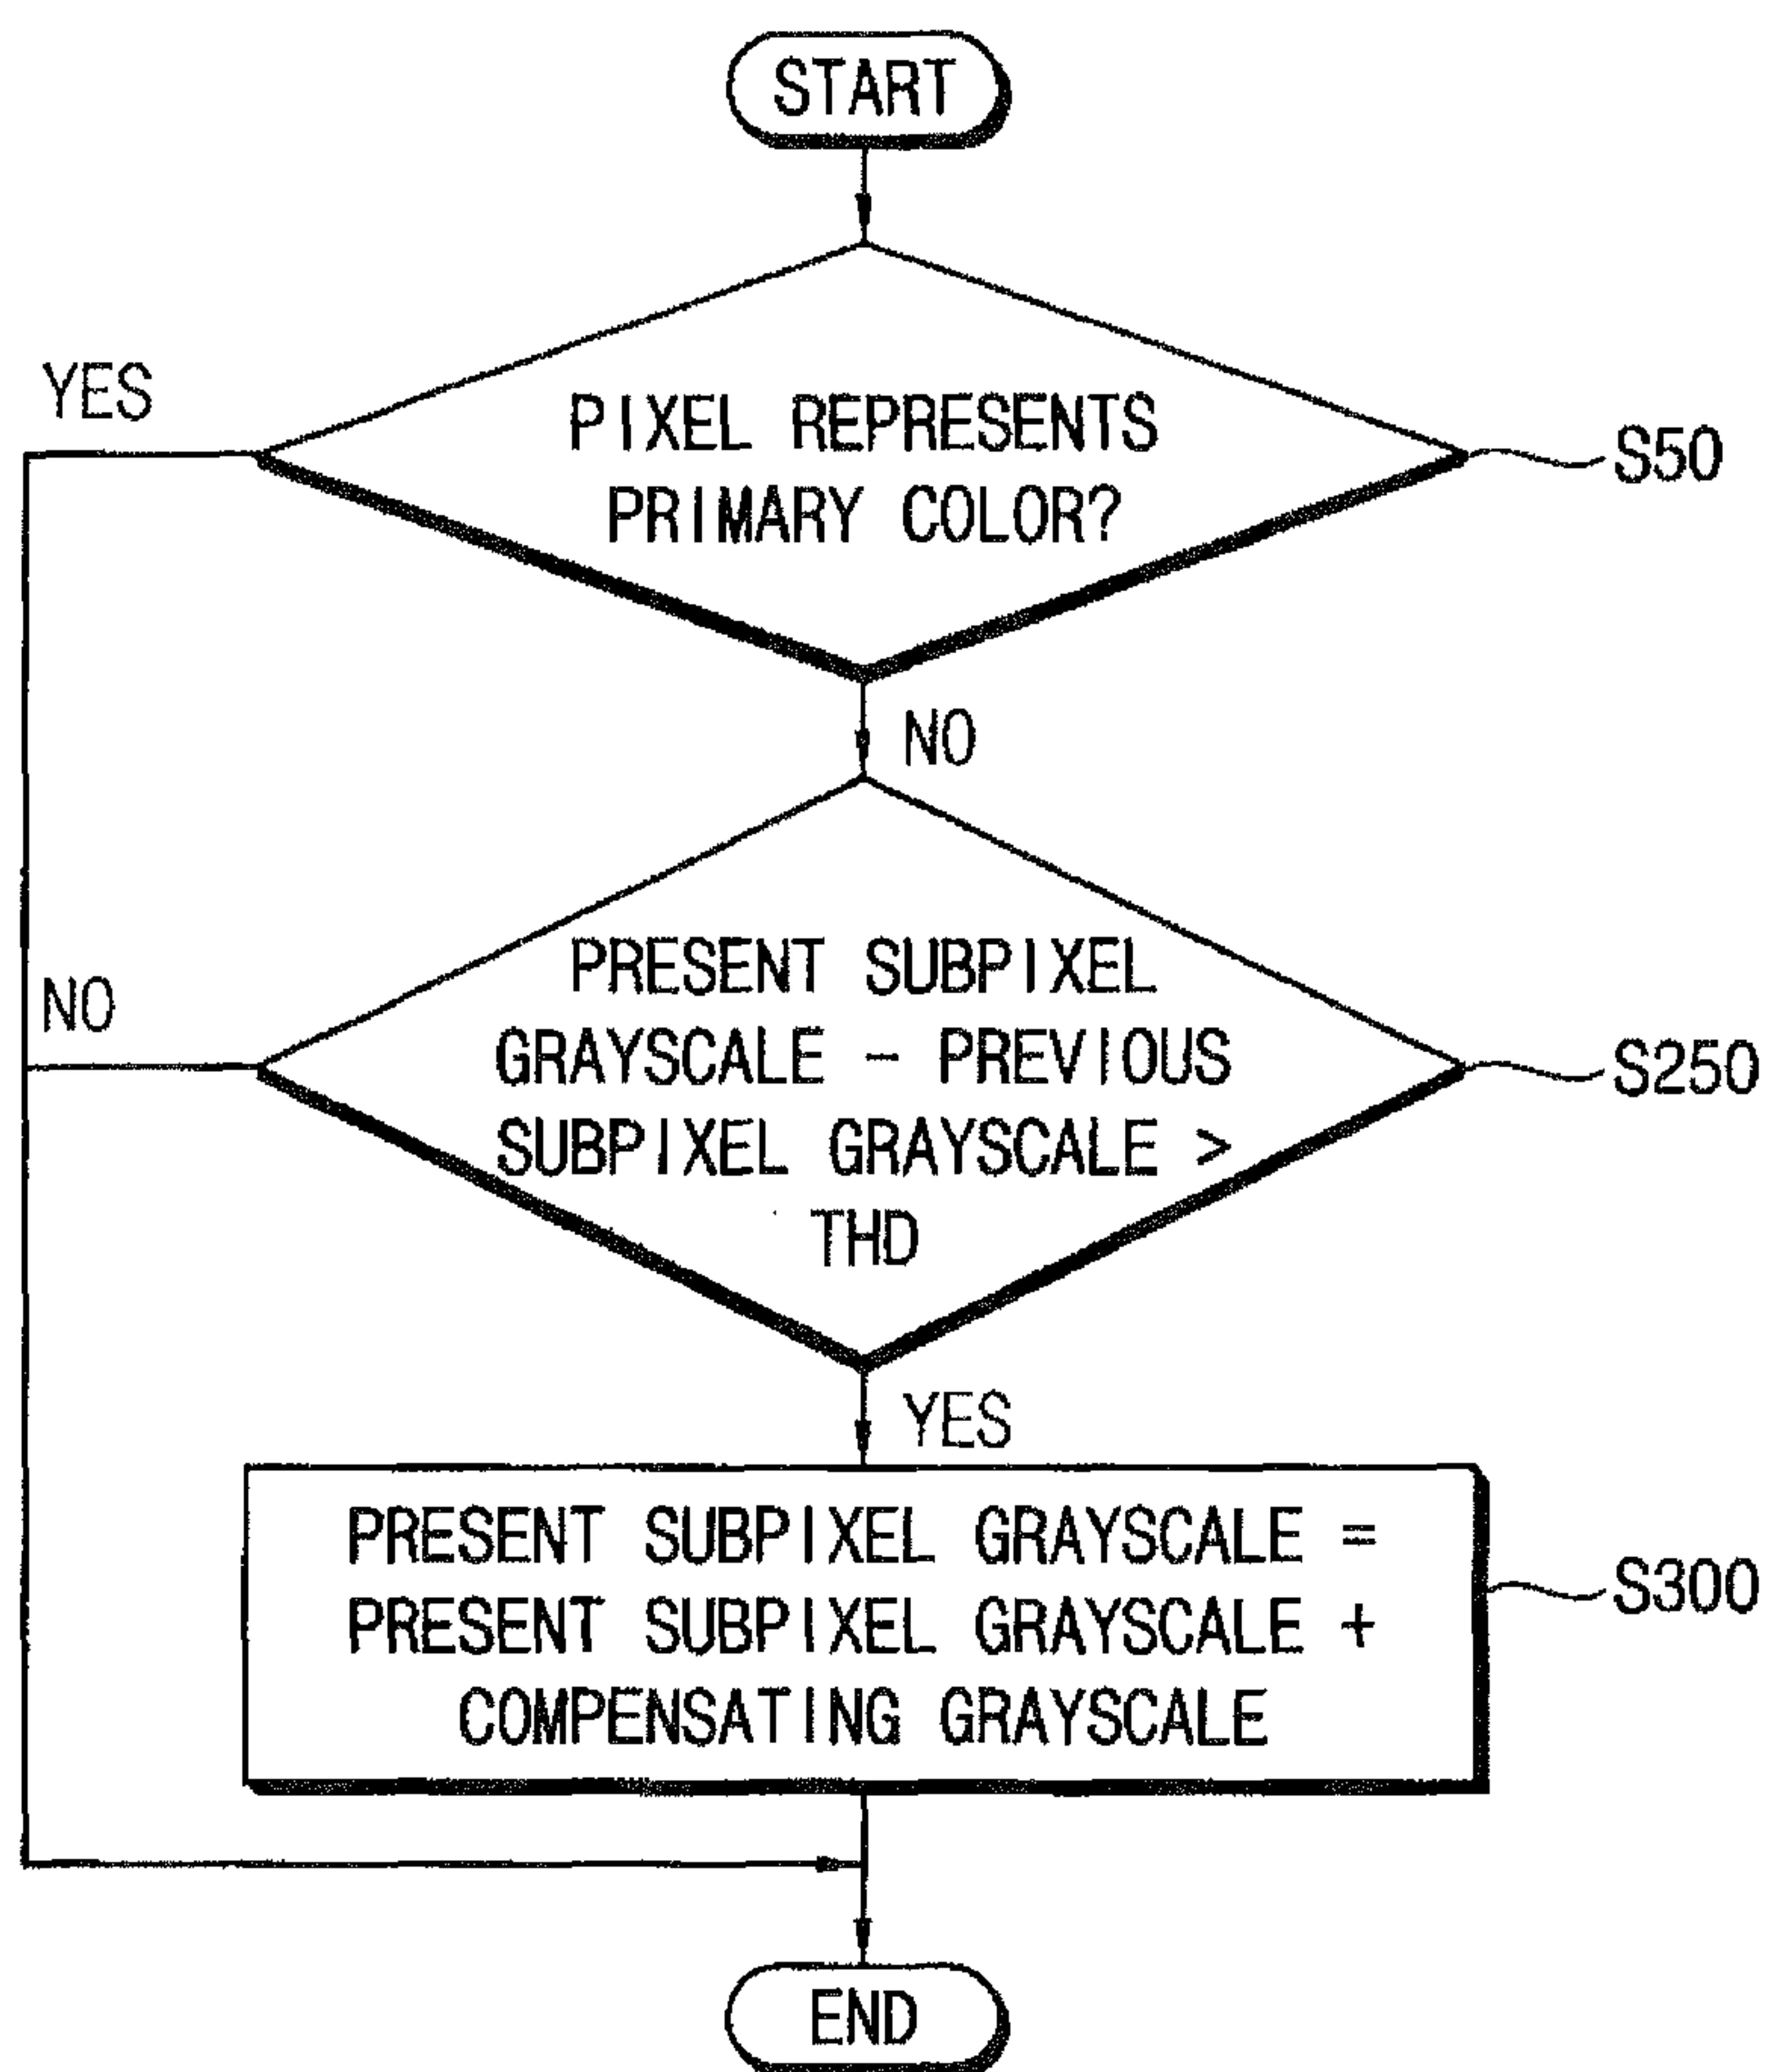 START
YES
PIXEL REPRESENTS
PRIMARY COLOR?
S50
NO
PRESENT SUBPIXEL
NO
GRAYSCALE - PREVIOUS
S250
SUBPIXEL GRAYSCALE >
THD
YES
PRESENT SUBPIXEL GRAYSCALE =
S300
PRESENT SUBPIXEL GRAYSCALE +
COMPENSATING GRAYSCALE
END